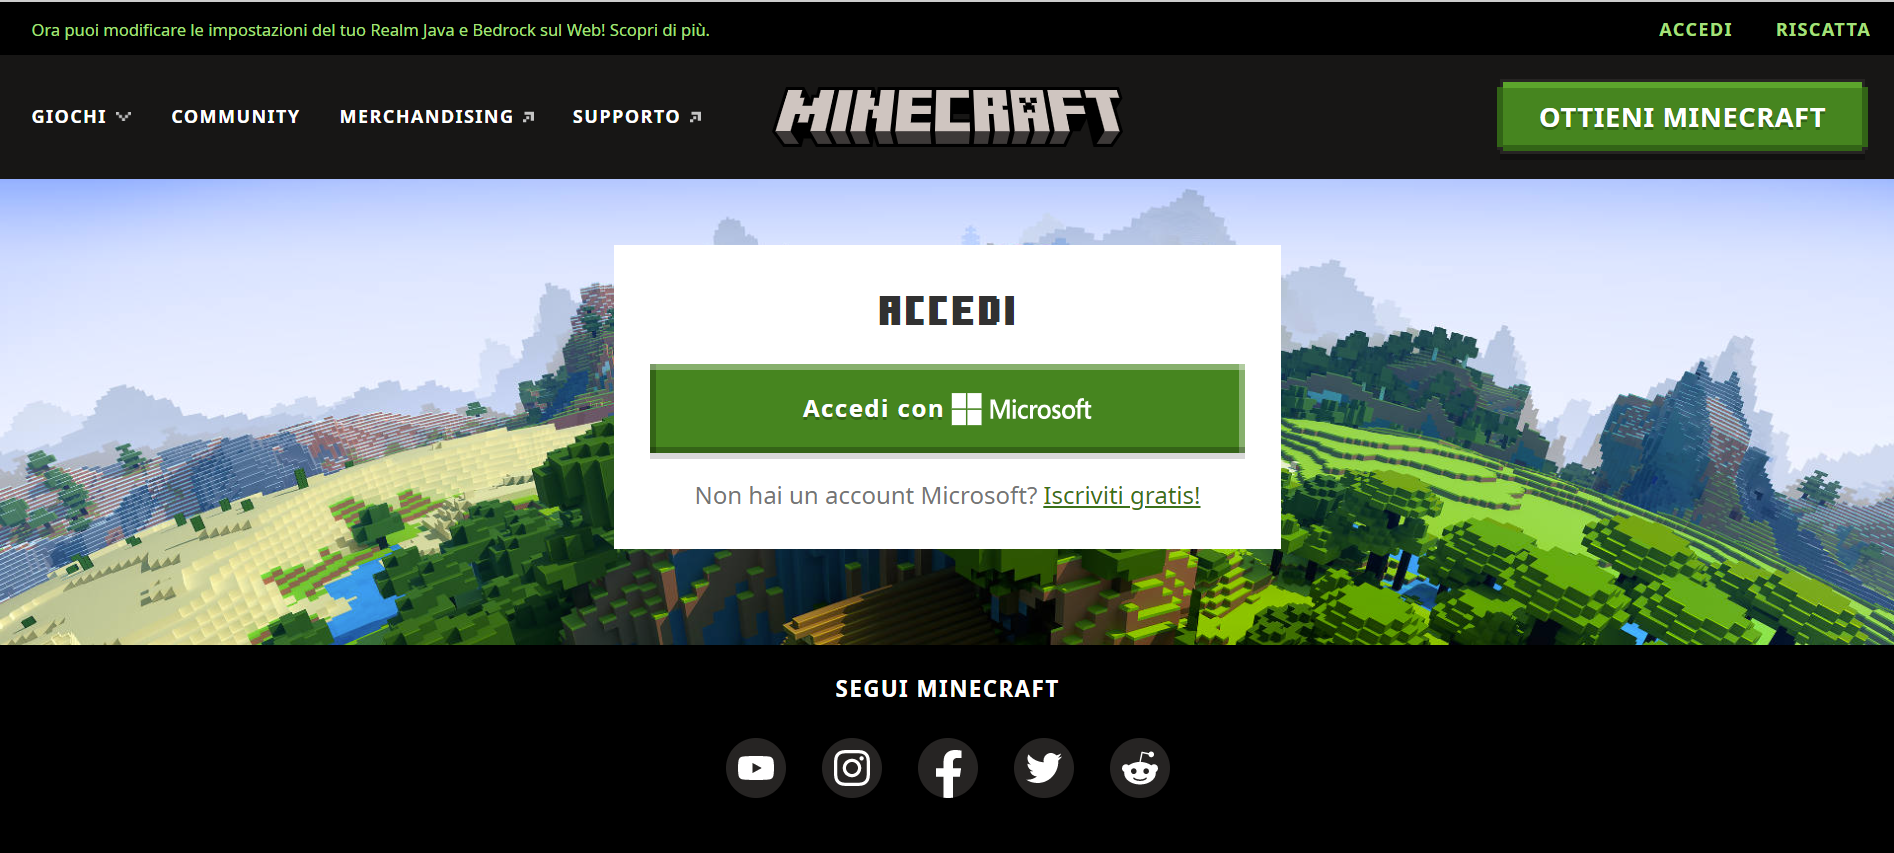 Ora puoi modificare le impostazioni del tuo Realm Java e Bedrock sul Web! Scopri di più.
ACCEDI
RISCATTA
GIOCHI
COMMUNITY
MERCHANDISING
SUPPORTO
MINECRAFT
OTTIENI MINECRAFT
ACCEDI
Accedi con Microsoft
Non hai un account Microsoft? Iscriviti gratis!
SEGUI MINECRAFT